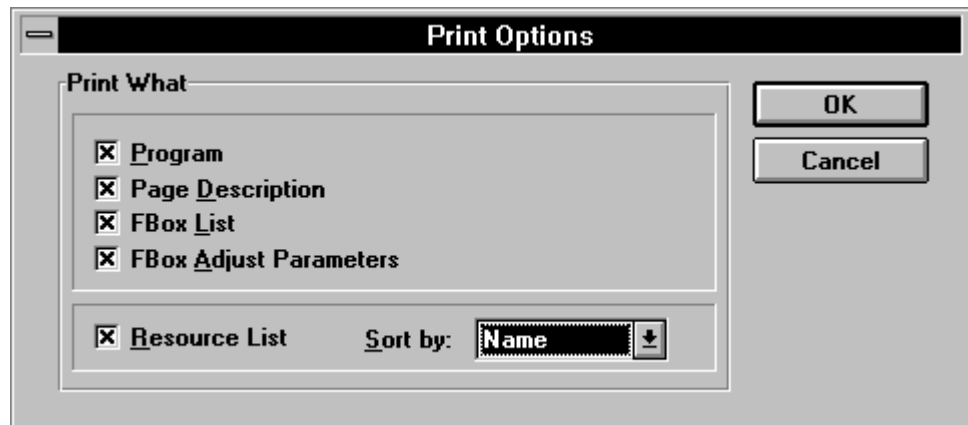 Print Options
Print What
OK
Cancel
Program
Page Description
FBox List
FBox Adjust Parameters
Resource List Sort by: Name